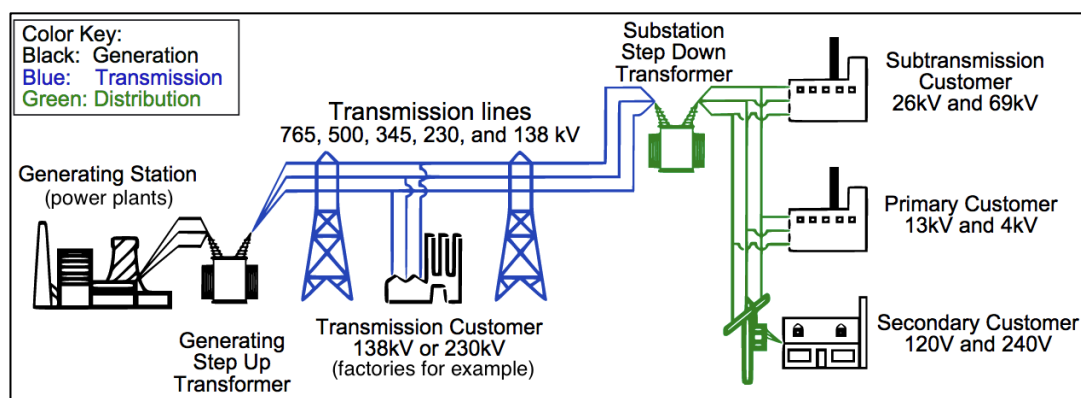 Color Key:
Black: Generation
Blue: Transmission
Green: Distribution
Substation
Step Down
Transformer
Subtransmission
Customer
26kV and 69kV
Transmission lines
765, 500, 345, 230, and 138 kV
Generating Station
(power plants)
Primary Customer
13kV and 4kV
Generating
Step Up
Transformer
Transmission Customer
138kV or 230kV
(factories for example)
Secondary Customer
120V and 240V